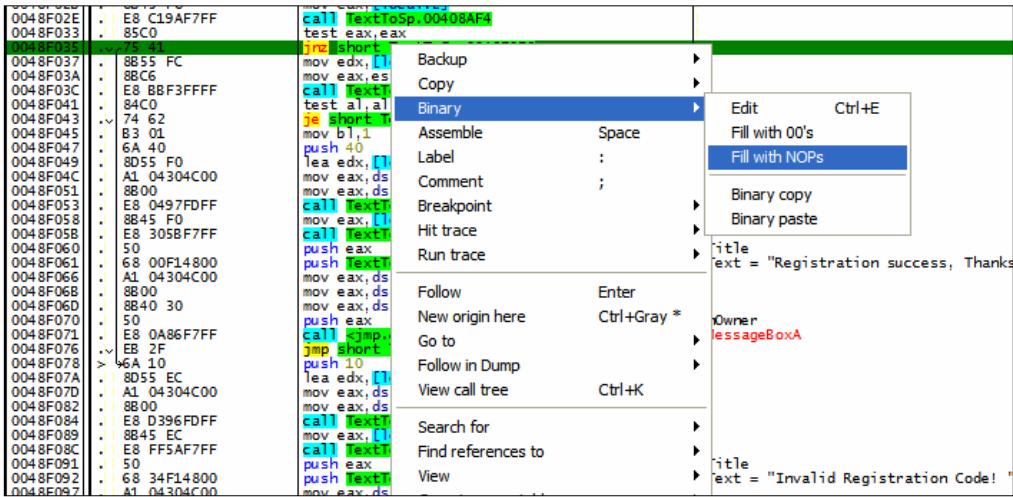 0048F02E . E8 C19AF7FF call TextToSp.00408AF4
0048F033 . 85C0 test eax,eax
0048F035 .v 75 41 jnz short
0048F037 . 8B55 FC mov edx,[l
0048F03A . 8BC6 mov eax,es
0048F03C . E8 BBF3FFFF call TextT
0048F041 . 84C0 test al,al
0048F043 .v 74 62 je short T
0048F045 . B3 01 mov bl,1
0048F047 . 6A 40 push 40
0048F049 . 8D55 F0 lea edx,[l
0048F04C . A1 04304C00 mov eax,ds
0048F051 . 8B00 mov eax,ds
0048F053 . E8 0497FDFF call TextT
0048F058 . 8B45 F0 mov eax,[l
0048F05B . E8 305BF7FF call TextT
0048F060 . 50 push eax Title
0048F061 . 68 00F14800 push TextT Text = "Registration success, Thanks
0048F066 . A1 04304C00 mov eax,ds
0048F06B . 8B00 mov eax,ds
0048F06D . 8B40 30 mov eax,ds
0048F070 . 50 push eax hOwner
0048F071 . E8 0A86F7FF call <jmp. MessageBoxA
0048F076 .v EB 2F jmp short
0048F078 > 6A 10 push 10
0048F07A . 8D55 EC lea edx,[l
0048F07D . A1 04304C00 mov eax,ds
0048F082 . 8B00 mov eax,ds
0048F084 . E8 D396FDFF call TextT
0048F089 . 8B45 EC mov eax,[l
0048F08C . E8 FF5AF7FF call TextT
0048F091 . 50 push eax Title
0048F092 . 68 34F14800 push TextT Text = "Invalid Registration Code! "
0048F097 . A1 04304C00 mov eax,ds
Backup
Copy
Binary
Assemble Space
Label :
Comment ;
Breakpoint
Hit trace
Run trace
Follow Enter
New origin here Ctrl+Gray *
Go to
Follow in Dump
View call tree Ctrl+K
Search for
Find references to
View
Edit Ctrl+E
Fill with 00's
Fill with NOPs
Binary copy
Binary paste